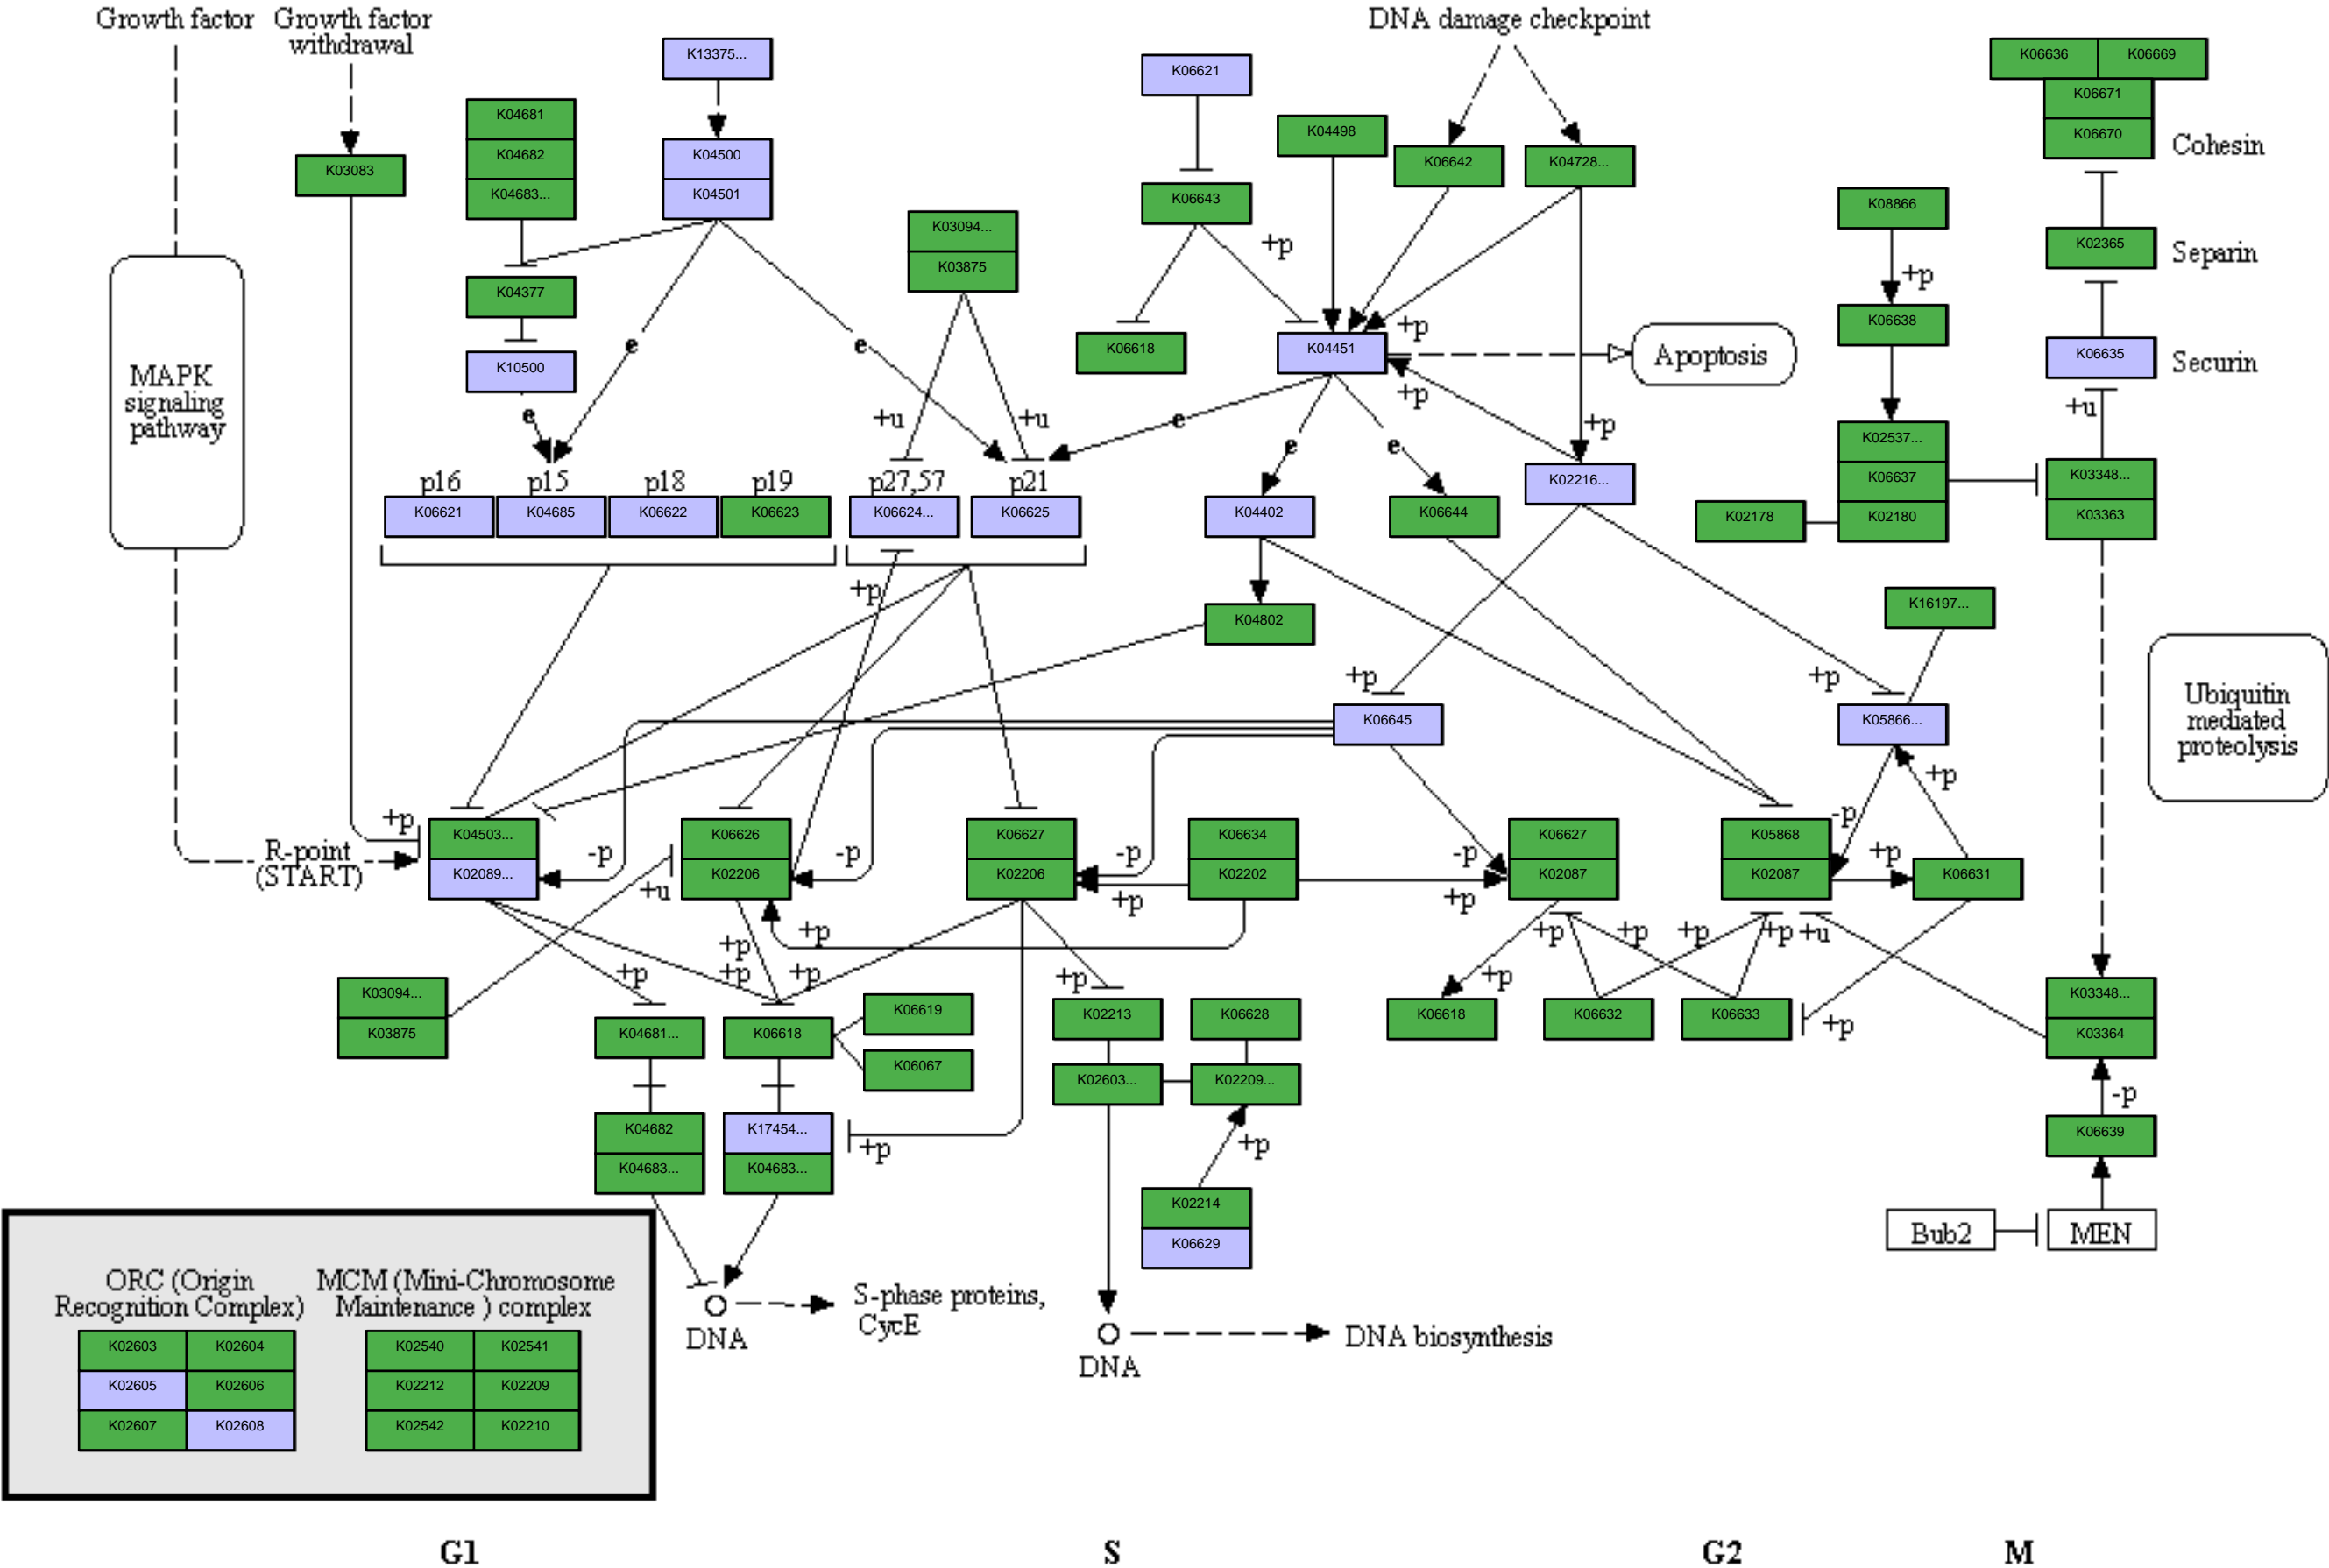 Growth factor
Growth factor
withdrawal
DNA damage checkpoint
K13375...
K06621
K06636
K06669
K06671
K06670
Cohesin
K04681
K04682
K04683...
K03083
K04500
K04501
K04498
K06642
K04728...
K06643
K08866
K03094...
K03875
+p
K02365
Separin
+p
K04377
K06638
K10500
e
e
K06618
K04451
+p
Apoptosis
K06635
Securin
MAPK
signaling
pathway
e
+u
+u
e
+p
e
e
+p
+u
K02537...
K06637
K02180
K02178
K03348...
K03363
p16
p15
p18
p19
p27,57
p21
K06621
K04685
K06622
K06623
K06624...
K06625
K04402
K06644
K02216...
+p
K04802
K16197...
+p
+p
K06645
K05866...
Ubiquitin
mediated
proteolysis
+p
+p
R-point
(START)
K04503...
K02089...
-p
K06626
K02206
-p
+u
K06627
K02206
-p
+p
K06634
K02202
-p
+p
K06627
K02087
K05868
K02087
-p
+p
K06631
+p
+p
+p
+p
+p
+p
+p
+p
+p
+u
+p
+p
K03094...
K03875
K04681...
K06618
K06619
K06067
K02213
K06628
K02603...
K02209...
K06618
K06632
K06633
+p
K03348...
K03364
-p
K04682
K04683...
K17454...
K04683...
+p
+p
K06639
K02214
K06629
Bub2
MEN
ORC (Origin
Recognition Complex)
MCM (Mini-Chromosome
Maintenance ) complex
K02603
K02604
K02605
K02606
K02607
K02608
K02540
K02541
K02212
K02209
K02542
K02210
DNA
S-phase proteins,
CycE
DNA
DNA biosynthesis
G1
S
G2
M